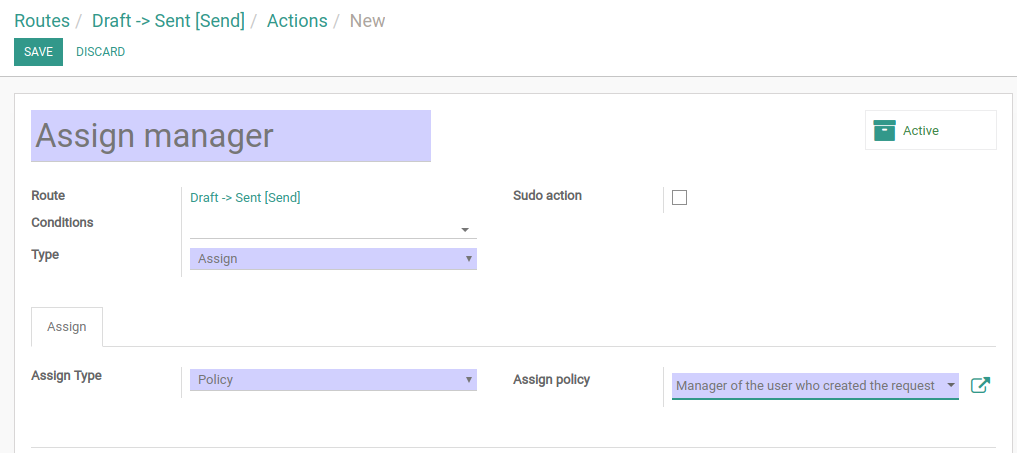 Routes / Draft -> Sent [Send] / Actions / New
SAVE DISCARD
Assign manager
Active
Route Draft -> Sent [Send] Sudo action
Conditions
Type Assign
Assign
Assign Type Policy Assign policy Manager of the user who created the request